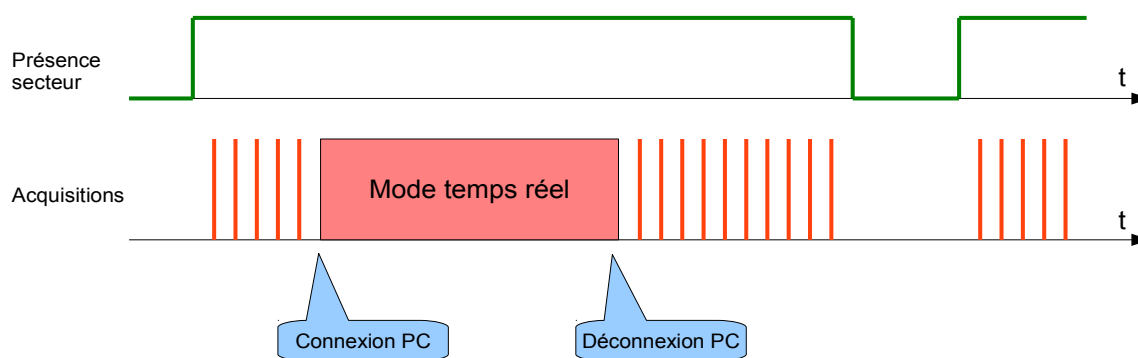 Présence
secteur
t
Acquisitions
Mode temps réel
t
Connexion PC
Déconnexion PC